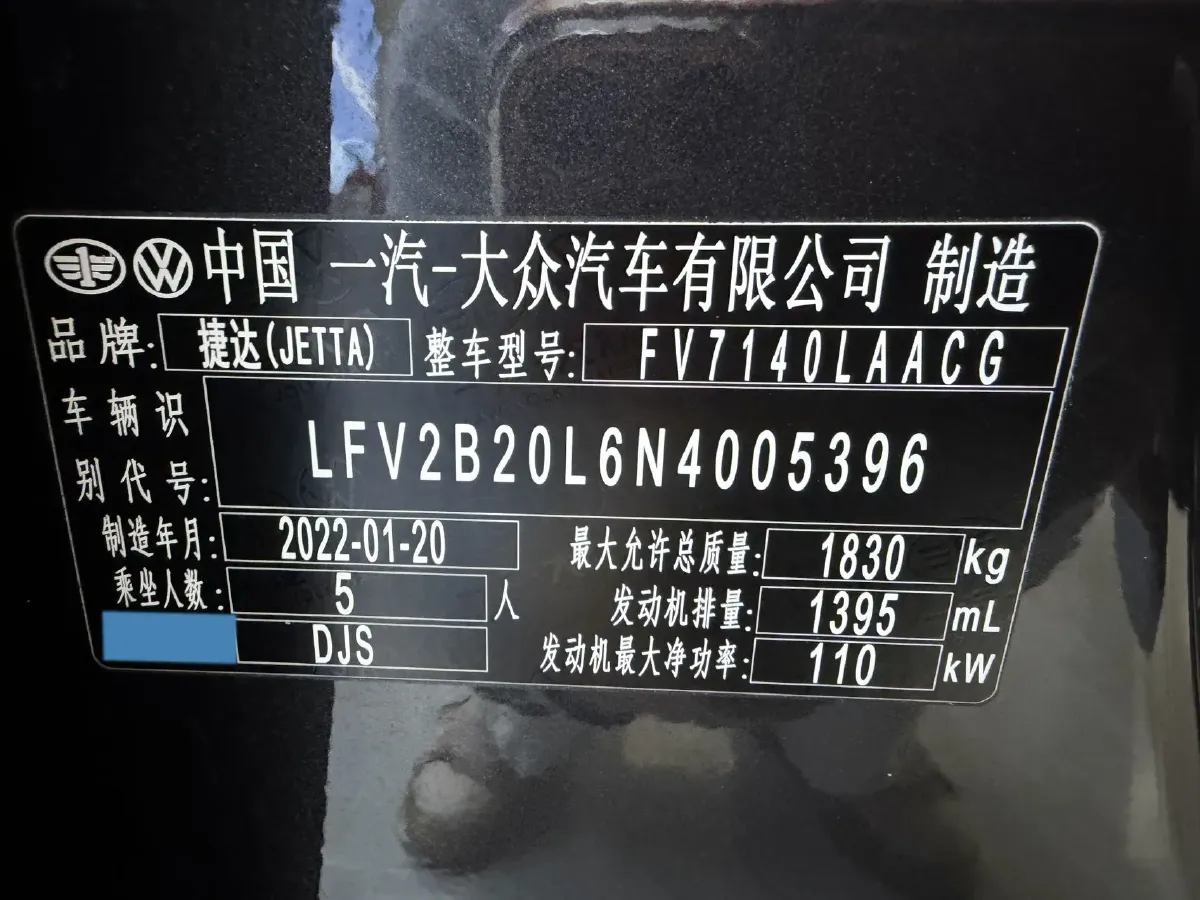 中国 一汽-大众汽车有限公司 制造
品牌: 捷达(JETTA) 整车型号: FV7140LAACG
车辆识别代号: LFV2B20L6N4005396
制造年月: 2022-01-20 最大允许总质量: 1830 kg
乘坐人数: 5 人 发动机排量: 1395 mL
DJS 发动机最大净功率: 110 kW